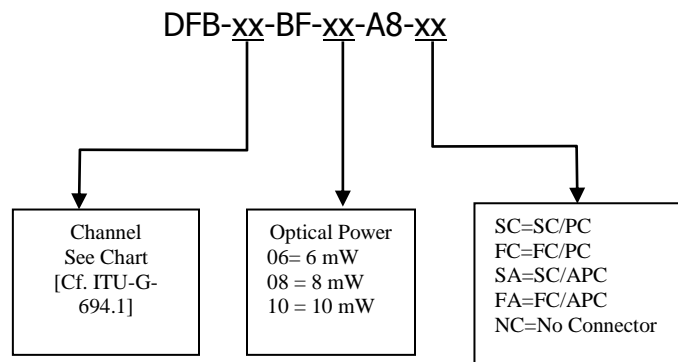 DFB-xx-BF-xx-A8-xx
Channel
See Chart
[Cf. ITU-G-
694.1]
Optical Power
06= 6 mW
08 = 8 mW
10 = 10 mW
SC=SC/PC
FC=FC/PC
SA=SC/APC
FA=FC/APC
NC=No Connector